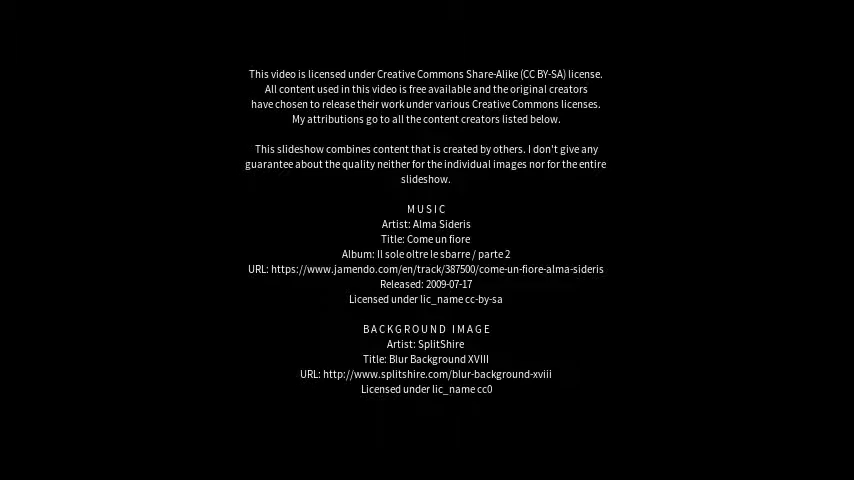 This video is licensed under Creative Commons Share-Alike (CC BY-SA) license.
All content used in this video is free available and the original creators
have chosen to release their work under various Creative Commons licenses.
My attributions go to all the content creators listed below.
This slideshow combines content that is created by others. I don't give any
guarantee about the quality neither for the individual images nor for the entire
slideshow.
MUSIC
Artist: Alma Sideris
Title: Come un fiore
Album: Il sole oltre le sbarre / parte 2
URL: https://www.jamendo.com/en/track/387500/come-un-fiore-alma-sideris
Released: 2009-07-17
Licensed under lic_name cc-by-sa
BACKGROUND IMAGE
Artist: SplitShire
Title: Blur Background XVIII
URL: http://www.splitshire.com/blur-background-xviii
Licensed under lic_name cc0